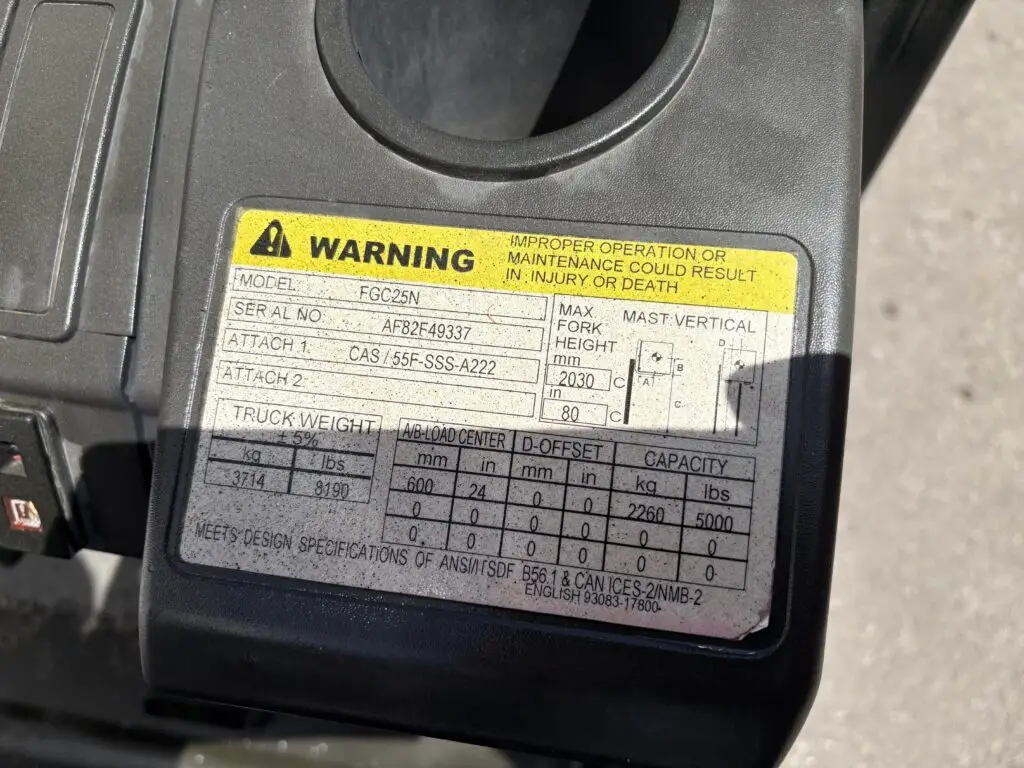 WARNING
IMPROPER OPERATION OR
MAINTENANCE COULD RESULT
IN INJURY OR DEATH
MODEL FGC25N
SERIAL NO. AF82F49337
ATTACH 1 CAS / 55F-SSS-A222
ATTACH 2
MAX
FORK
HEIGHT
mm
2030 C
in
80 C
MAST VERTICAL
A
B
C
D
TRUCK WEIGHT
± 5%
kg lbs
3714 8190
A/B-LOAD CENTER D-OFFSET CAPACITY
mm in mm in kg lbs
600 24 0 0 2260 5000
0 0 0 0 0 0
0 0 0 0 0 0
MEETS DESIGN SPECIFICATIONS OF ANSI/ITSDF B56.1 & CAN ICES-2/NMB-2
ENGLISH 93083-17800